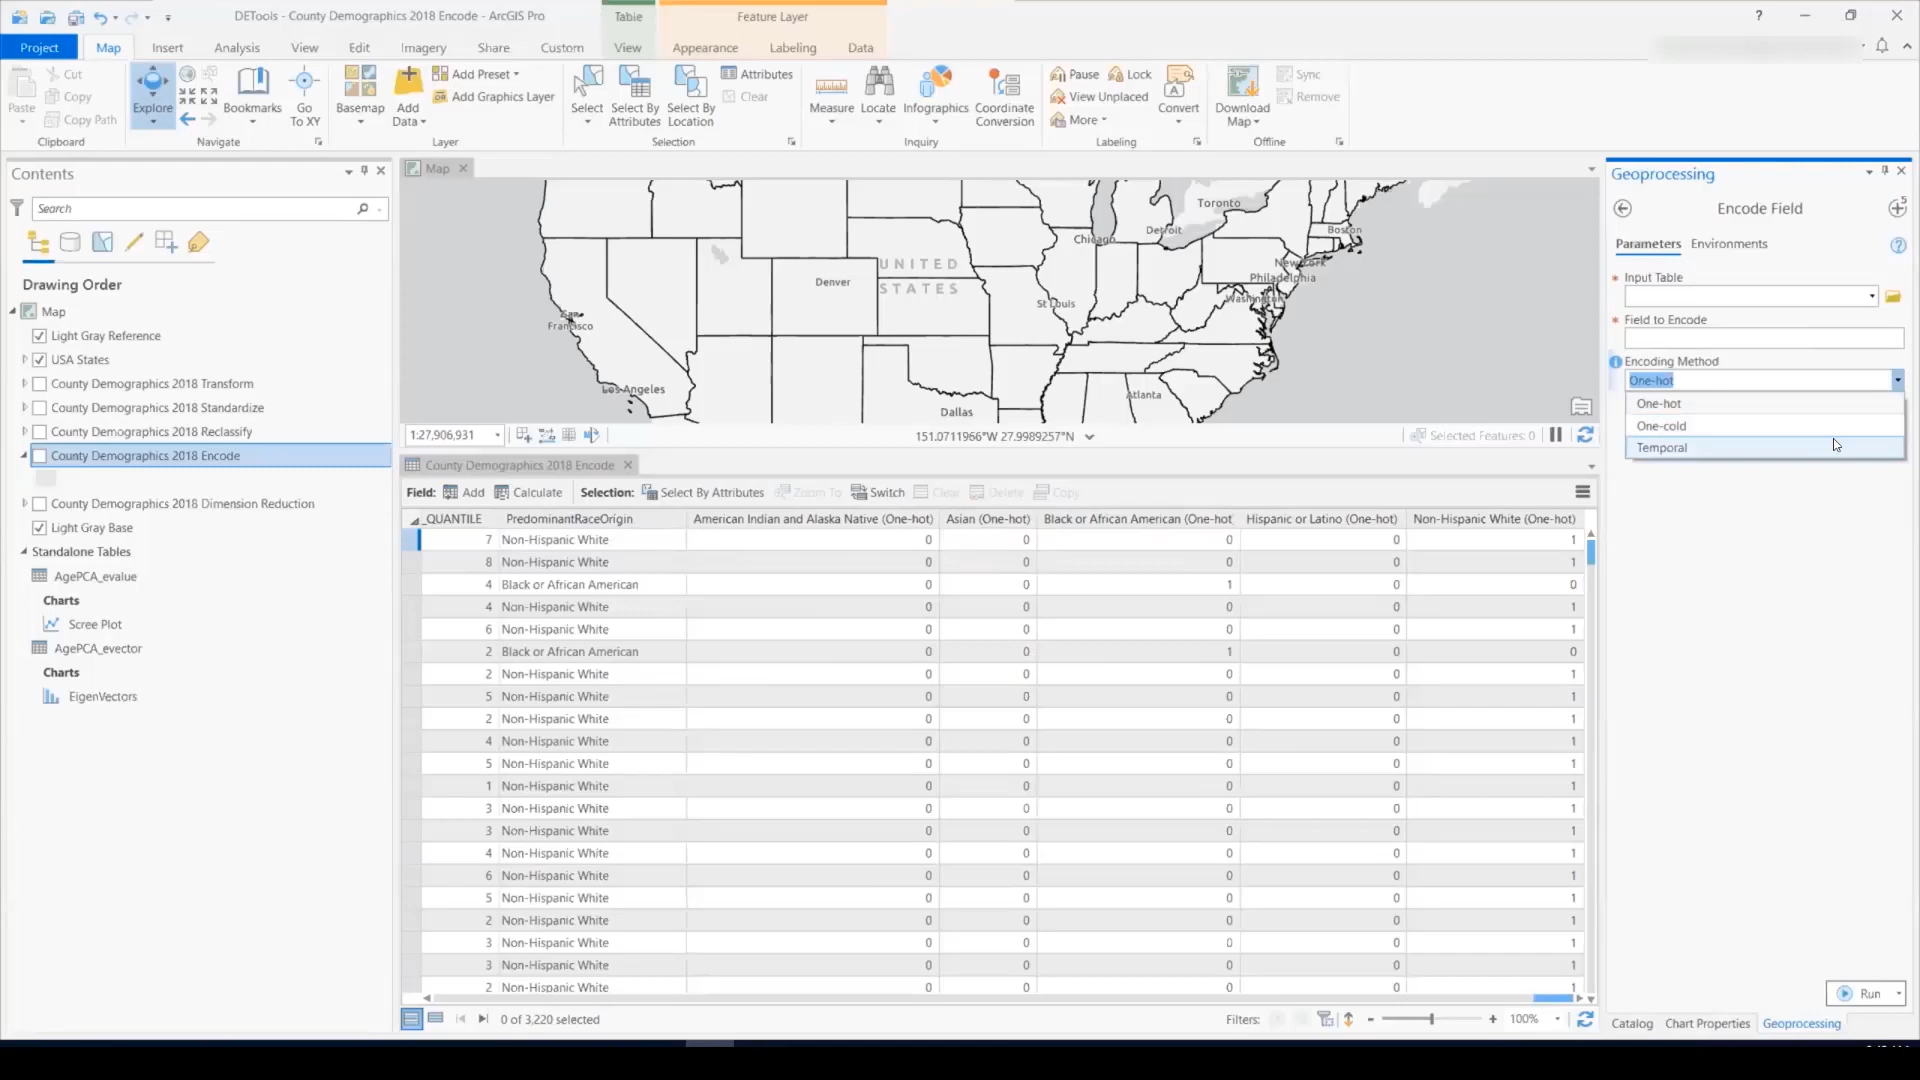 DETools - County Demographics 2018 Encode - ArcGIS Pro
Table
Feature Layer
?
Project
Map
Insert
Analysis
View
Edit
Imagery
Share
Custom
View
Appearance
Labeling
Data
Paste
Cut
Copy
Copy Path
Clipboard
Explore
Bookmarks
Go To XY
Navigate
Basemap
Add Data
Add Preset
Add Graphics Layer
Layer
Select
Select By Attributes
Select By Location
Attributes
Clear
Selection
Measure
Locate
Infographics
Coordinate Conversion
Inquiry
Pause
Lock
View Unplaced
More
Convert
Labeling
Download Map
Sync
Remove
Offline
Contents
Search
Drawing Order
Map
Light Gray Reference
USA States
County Demographics 2018 Transform
County Demographics 2018 Standardize
County Demographics 2018 Reclassify
County Demographics 2018 Encode
County Demographics 2018 Dimension Reduction
Light Gray Base
Standalone Tables
AgePCA_evalue
Charts
Scree Plot
AgePCA_evector
Charts
EigenVectors
Map
Toronto
Chicago
Detroit
Boston
UNITED
STATES
Denver
New York
Philadelphia
Washington
St Louis
San Francisco
Los Angeles
Atlanta
Dallas
1:27,906,931
151.0711966°W 27.9989257°N
Selected Features: 0
County Demographics 2018 Encode
Field: Add Calculate Selection: Select By Attributes Zoom To Switch Clear Delete Copy
_QUANTILE PredominantRaceOrigin American Indian and Alaska Native (One-hot) Asian (One-hot) Black or African American (One-hot Hispanic or Latino (One-hot) Non-Hispanic White (One-hot)
7 Non-Hispanic White 0 0 0 0 1
8 Non-Hispanic White 0 0 0 0 1
4 Black or African American 0 0 1 0 0
4 Non-Hispanic White 0 0 0 0 1
6 Non-Hispanic White 0 0 0 0 1
2 Black or African American 0 0 1 0 0
2 Non-Hispanic White 0 0 0 0 1
5 Non-Hispanic White 0 0 0 0 1
2 Non-Hispanic White 0 0 0 0 1
4 Non-Hispanic White 0 0 0 0 1
5 Non-Hispanic White 0 0 0 0 1
1 Non-Hispanic White 0 0 0 0 1
3 Non-Hispanic White 0 0 0 0 1
3 Non-Hispanic White 0 0 0 0 1
4 Non-Hispanic White 0 0 0 0 1
6 Non-Hispanic White 0 0 0 0 1
5 Non-Hispanic White 0 0 0 0 1
2 Non-Hispanic White 0 0 0 0 1
3 Non-Hispanic White 0 0 0 0 1
3 Non-Hispanic White 0 0 0 0 1
2 Non-Hispanic White 0 0 0 0 1
0 of 3,220 selected
Filters:
- + 100%
Geoprocessing
Encode Field
5
Parameters Environments
?
* Input Table
* Field to Encode
Encoding Method
One-hot
One-hot
One-cold
Temporal
Run
Catalog Chart Properties Geoprocessing